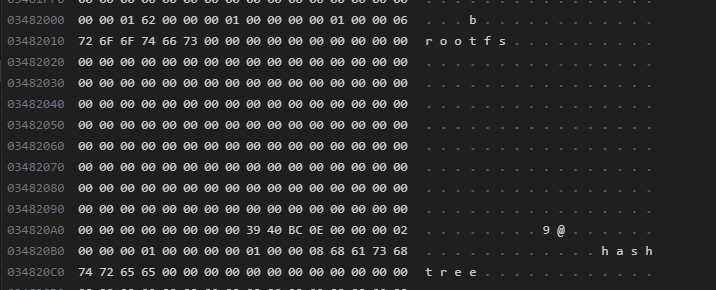 03482000 00 00 01 62 00 00 00 01 00 00 00 00 01 00 00 06 . . . b . . . . . . . . . . . .
03482010 72 6F 6F 74 66 73 00 00 00 00 00 00 00 00 00 00 r o o t f s . . . . . . . . . .
03482020 00 00 00 00 00 00 00 00 00 00 00 00 00 00 00 00 . . . . . . . . . . . . . . . .
03482030 00 00 00 00 00 00 00 00 00 00 00 00 00 00 00 00 . . . . . . . . . . . . . . . .
03482040 00 00 00 00 00 00 00 00 00 00 00 00 00 00 00 00 . . . . . . . . . . . . . . . .
03482050 00 00 00 00 00 00 00 00 00 00 00 00 00 00 00 00 . . . . . . . . . . . . . . . .
03482060 00 00 00 00 00 00 00 00 00 00 00 00 00 00 00 00 . . . . . . . . . . . . . . . .
03482070 00 00 00 00 00 00 00 00 00 00 00 00 00 00 00 00 . . . . . . . . . . . . . . . .
03482080 00 00 00 00 00 00 00 00 00 00 00 00 00 00 00 00 . . . . . . . . . . . . . . . .
03482090 00 00 00 00 00 00 00 00 00 00 00 00 00 00 00 00 . . . . . . . . . . . . . . . .
034820A0 00 00 00 00 00 00 00 00 39 40 BC 0E 00 00 00 02 . . . . . . . . 9 @ . . . . . .
034820B0 00 00 00 01 00 00 00 00 01 00 00 08 68 61 73 68 . . . . . . . . . . . . h a s h
034820C0 74 72 65 65 00 00 00 00 00 00 00 00 00 00 00 00 t r e e . . . . . . . . . . . .